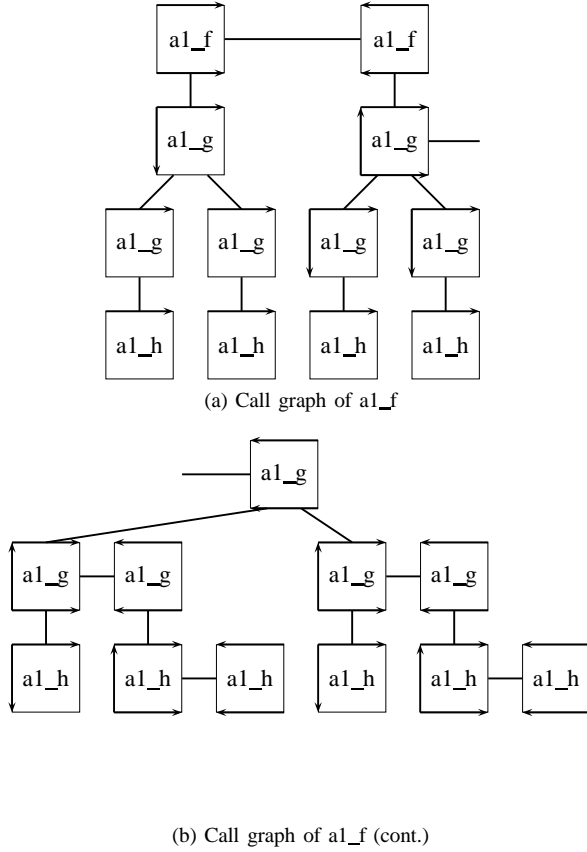 a1_f a1_f
a1_g a1_g
a1_g a1_g a1_g a1_g
a1_h a1_h a1_h a1_h
(a) Call graph of a1_f
a1_g
a1_g a1_g a1_g a1_g
a1_h a1_h a1_h a1_h a1_h a1_h
(b) Call graph of a1_f (cont.)